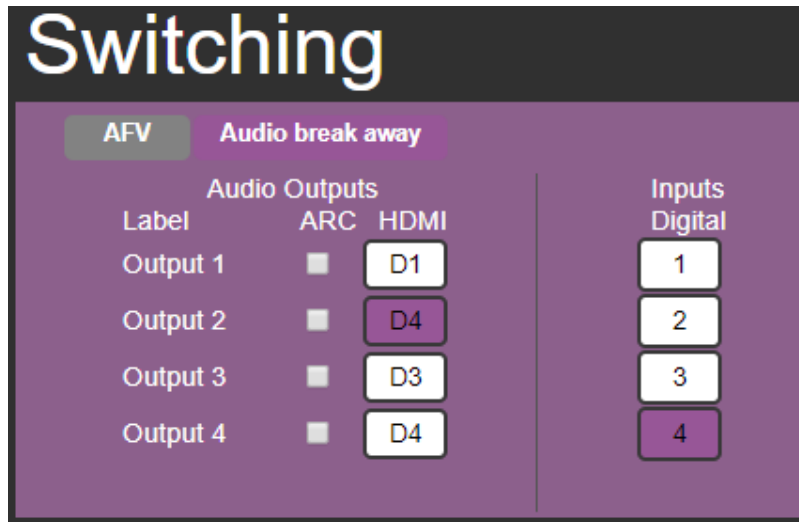 Switching
AFV Audio break away
Audio Outputs Inputs
Label ARC HDMI Digital
Output 1 D1 1
Output 2 D4 2
Output 3 D3 3
Output 4 D4 4